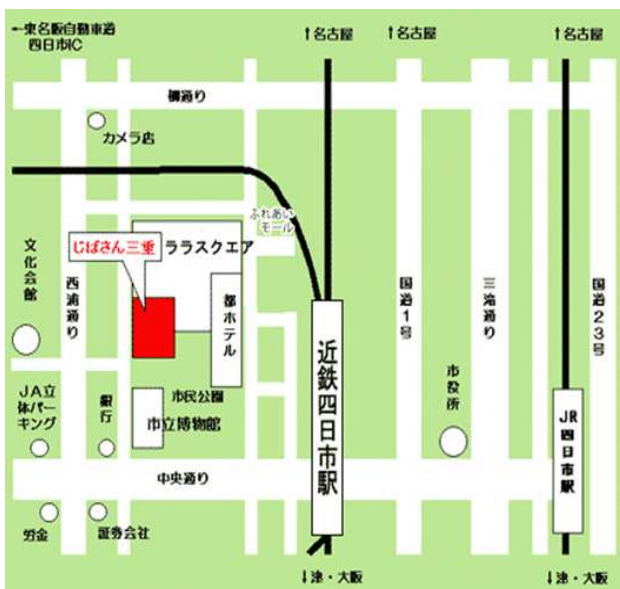 ←東名阪自動車道
四日市IC
↑名古屋
↑名古屋
↑名古屋
柳通り
カメラ店
ふれあい
モール
じばさん三重
ララスクエア
文化会館
西浦通り
都ホテル
国道1号
三滝通り
国道23号
近鉄四日市駅
市役所
JA立
体パー
キング
銀行
市民公園
市立博物館
JR四日市駅
中央通り
労金
証券会社
↓津・大阪
↓津・大阪